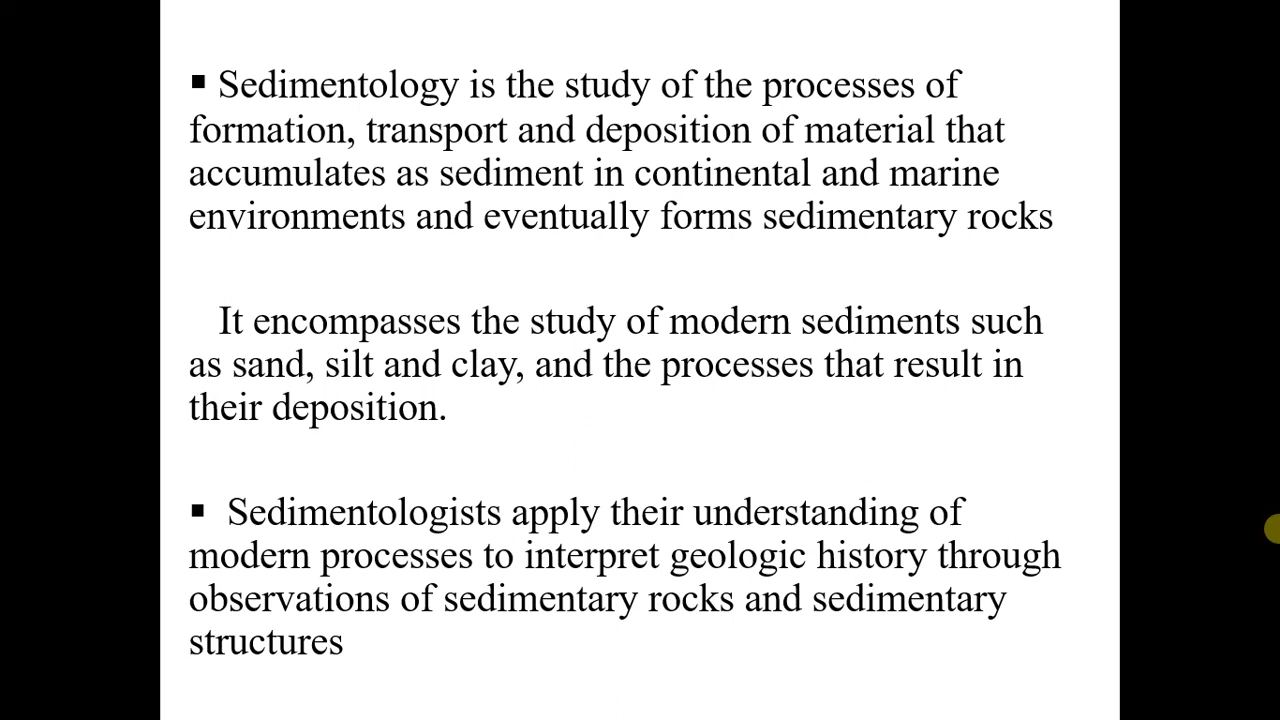 ▪ Sedimentology is the study of the processes of
formation, transport and deposition of material that
accumulates as sediment in continental and marine
environments and eventually forms sedimentary rocks
It encompasses the study of modern sediments such
as sand, silt and clay, and the processes that result in
their deposition.
▪ Sedimentologists apply their understanding of
modern processes to interpret geologic history through
observations of sedimentary rocks and sedimentary
structures